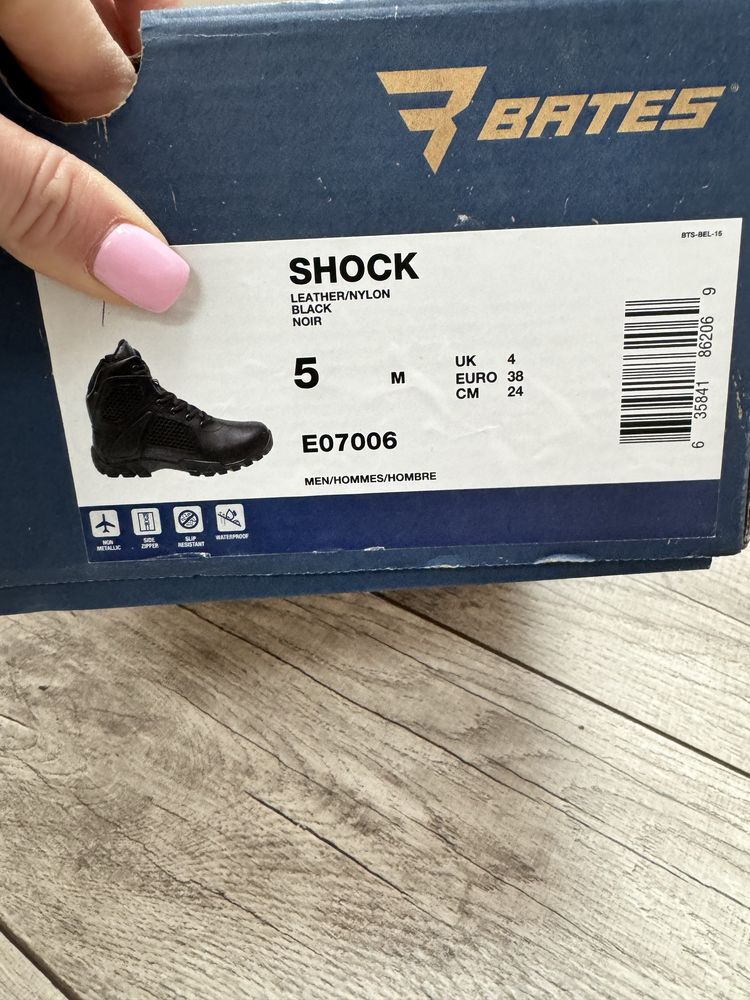 BATES®
BTS-BEL-15
SHOCK
LEATHER/NYLON
BLACK
NOIR
5 M
UK 4
EURO 38
CM 24
E07006
MEN/HOMMES/HOMBRE
6 35841 86206 9
NON METALLIC
SIDE ZIPPER
SLIP RESISTANT
WATERPROOF